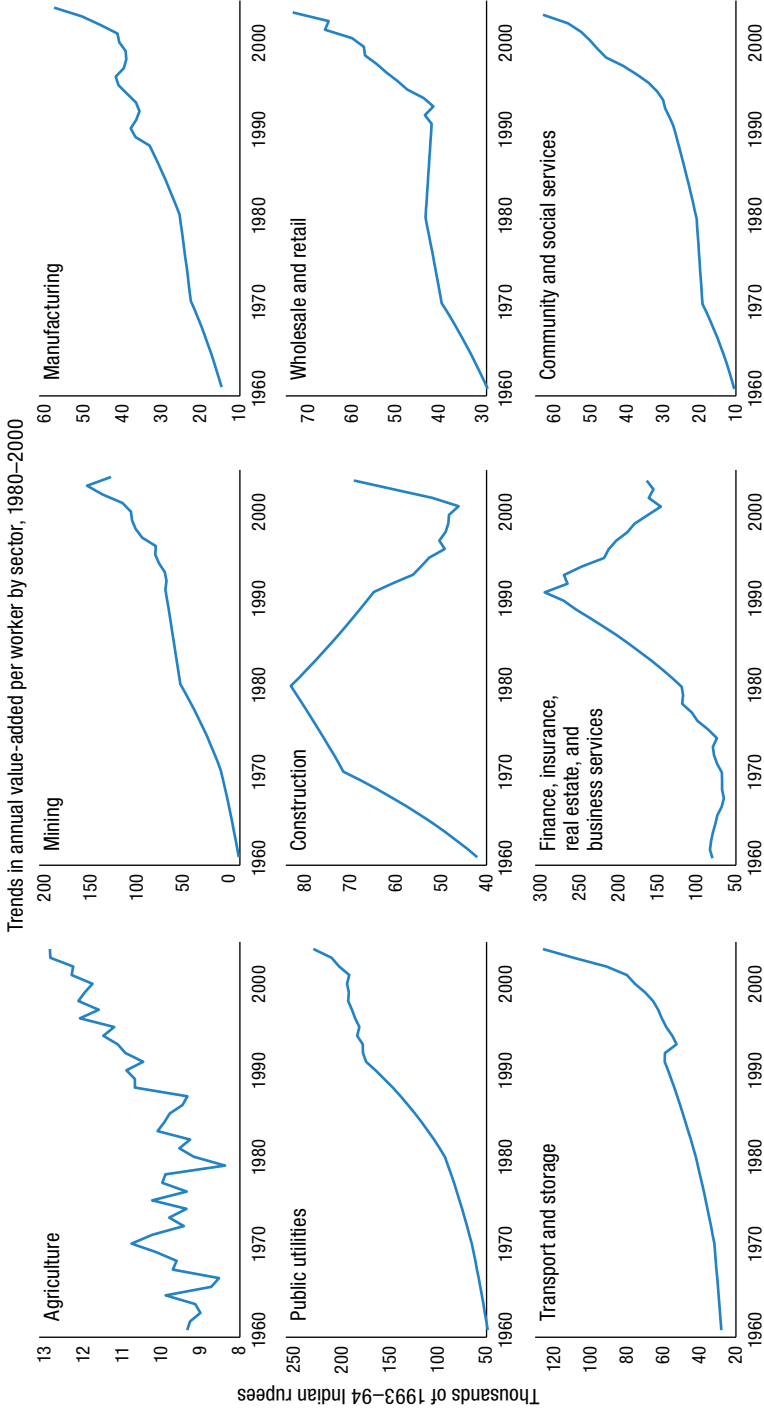 Trends in annual value-added per worker by sector, 1980–2000
Thousands of 1993–94 Indian rupees
Agriculture
13
12
11
10
9
8
1960 1970 1980 1990 2000
Mining
200
150
100
50
0
1960 1970 1980 1990 2000
Manufacturing
60
50
40
30
20
10
1960 1970 1980 1990 2000
Public utilities
250
200
150
100
50
1960 1970 1980 1990 2000
Construction
80
70
60
50
40
1960 1970 1980 1990 2000
Wholesale and retail
70
60
50
40
30
1960 1970 1980 1990 2000
Transport and storage
100
80
60
40
20
1960 1970 1980 1990 2000
Finance, insurance,
real estate, and
business services
300
250
200
150
100
50
1960 1970 1980 1990 2000
Community and social services
60
50
40
30
20
10
1960 1970 1980 1990 2000